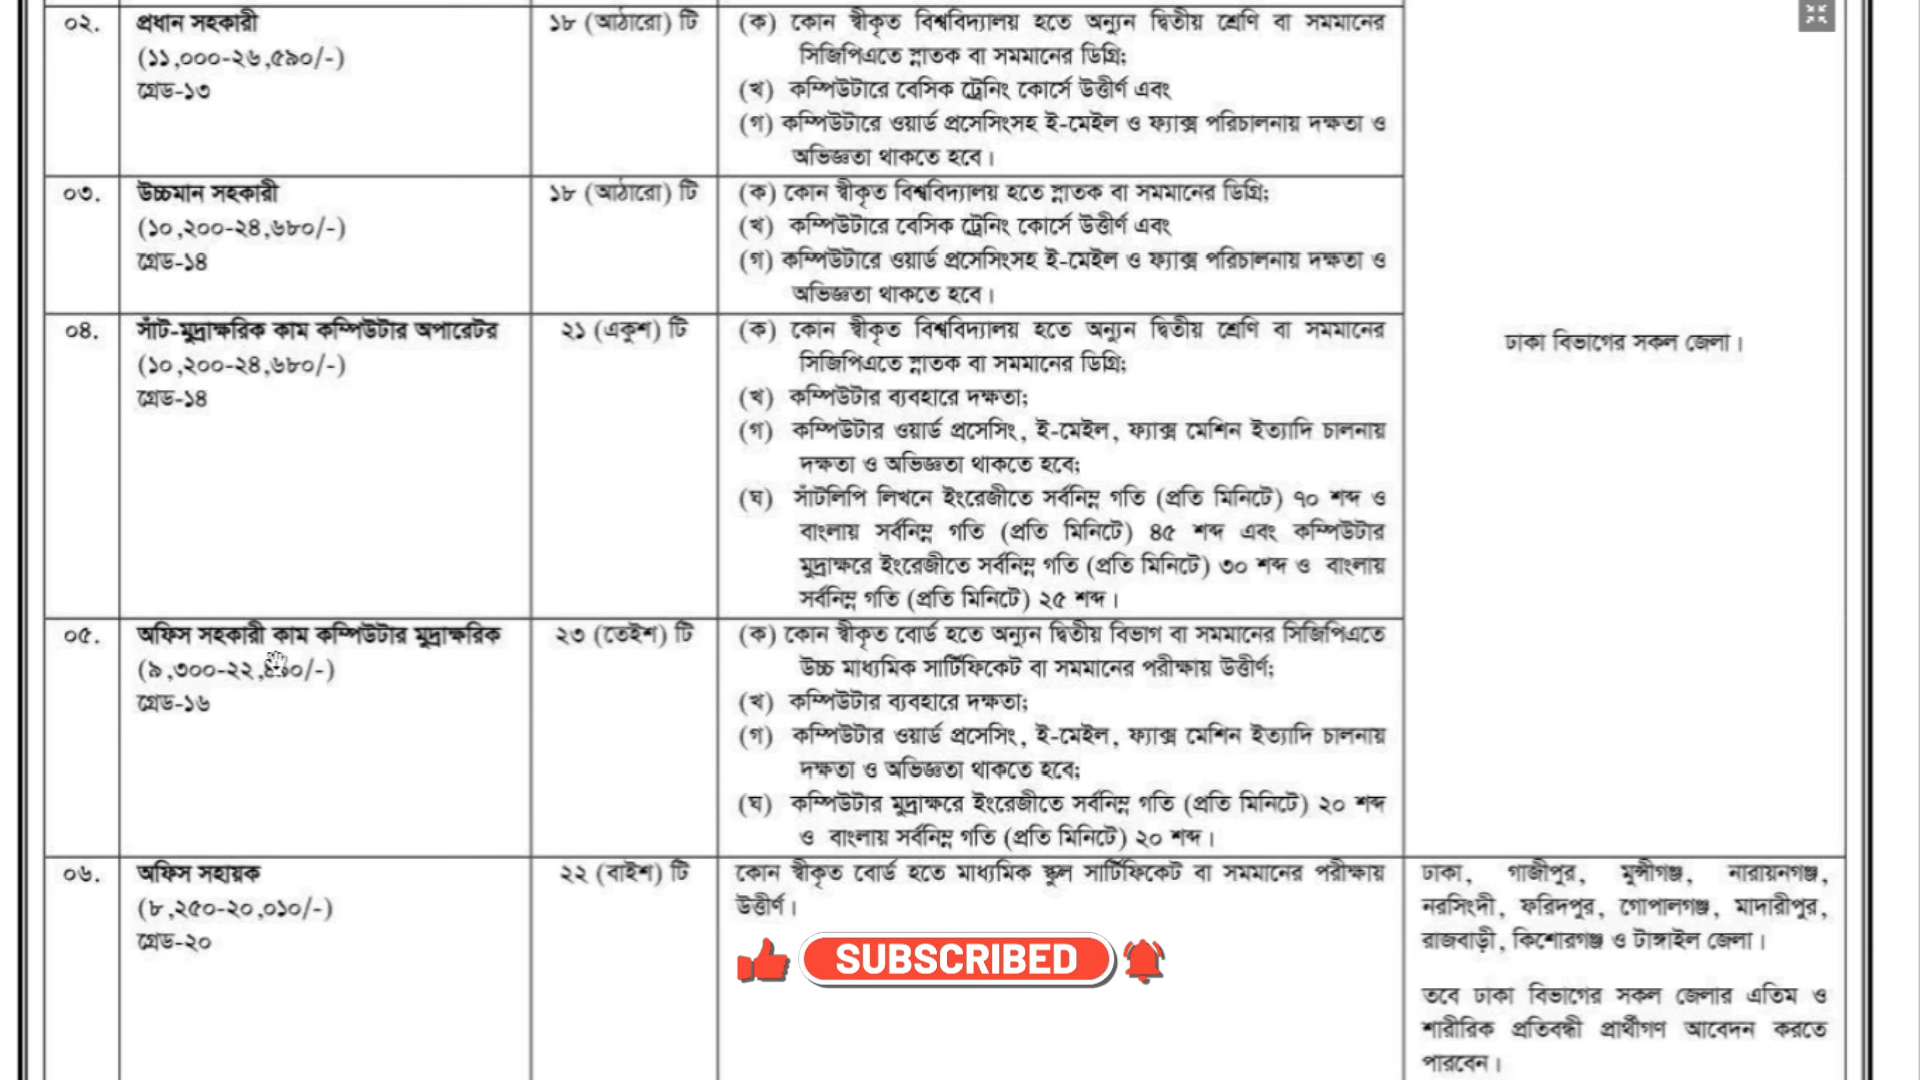 ০২.
প্রধান সহকারী
(১১,০০০-২৬,৫৯০/-)
গ্রেড-১৩
১৮ (আঠারো) টি
(ক) কোন স্বীকৃত বিশ্ববিদ্যালয় হতে অন্যুন দ্বিতীয় শ্রেণি বা সমমানের
সিজিপিএতে স্নাতক বা সমমানের ডিগ্রি;
(খ) কম্পিউটারে বেসিক ট্রেনিং কোর্সে উত্তীর্ণ এবং
(গ) কম্পিউটারে ওয়ার্ড প্রসেসিংসহ ই-মেইল ও ফ্যাক্স পরিচালনায় দক্ষতা ও
অভিজ্ঞতা থাকতে হবে।
০৩.
উচ্চমান সহকারী
(১০,২০০-২৪,৬৮০/-)
গ্রেড-১৪
১৮ (আঠারো) টি
(ক) কোন স্বীকৃত বিশ্ববিদ্যালয় হতে স্নাতক বা সমমানের ডিগ্রি;
(খ) কম্পিউটারে বেসিক ট্রেনিং কোর্সে উত্তীর্ণ এবং
(গ) কম্পিউটারে ওয়ার্ড প্রসেসিংসহ ই-মেইল ও ফ্যাক্স পরিচালনায় দক্ষতা ও
অভিজ্ঞতা থাকতে হবে।
০৪.
সাঁট-মুদ্রাক্ষরিক কাম কম্পিউটার অপারেটর
(১০,২০০-২৪,৬৮০/-)
গ্রেড-১৪
২১ (একুশ) টি
(ক) কোন স্বীকৃত বিশ্ববিদ্যালয় হতে অন্যুন দ্বিতীয় শ্রেণি বা সমমানের
সিজিপিএতে স্নাতক বা সমমানের ডিগ্রি;
(খ) কম্পিউটার ব্যবহারে দক্ষতা;
(গ) কম্পিউটার ওয়ার্ড প্রসেসিং, ই-মেইল, ফ্যাক্স মেশিন ইত্যাদি চালনায়
দক্ষতা ও অভিজ্ঞতা থাকতে হবে;
(ঘ) সাঁটলিপি লিখনে ইংরেজীতে সর্বনিম্ন গতি (প্রতি মিনিটে) ৭০ শব্দ ও
বাংলায় সর্বনিম্ন গতি (প্রতি মিনিটে) ৪৫ শব্দ এবং কম্পিউটার
মুদ্রাক্ষরে ইংরেজীতে সর্বনিম্ন গতি (প্রতি মিনিটে) ৩০ শব্দ ও বাংলায়
সর্বনিম্ন গতি (প্রতি মিনিটে) ২৫ শব্দ।
ঢাকা বিভাগের সকল জেলা।
০৫.
অফিস সহকারী কাম কম্পিউটার মুদ্রাক্ষরিক
(৯,৩০০-২২,৪৯০/-)
গ্রেড-১৬
২৩ (তেইশ) টি
(ক) কোন স্বীকৃত বোর্ড হতে অন্যুন দ্বিতীয় বিভাগ বা সমমানের সিজিপিএতে
উচ্চ মাধ্যমিক সার্টিফিকেট বা সমমানের পরীক্ষায় উত্তীর্ণ;
(খ) কম্পিউটার ব্যবহারে দক্ষতা;
(গ) কম্পিউটার ওয়ার্ড প্রসেসিং, ই-মেইল, ফ্যাক্স মেশিন ইত্যাদি চালনায়
দক্ষতা ও অভিজ্ঞতা থাকতে হবে;
(ঘ) কম্পিউটার মুদ্রাক্ষরে ইংরেজীতে সর্বনিম্ন গতি (প্রতি মিনিটে) ২০ শব্দ
ও বাংলায় সর্বনিম্ন গতি (প্রতি মিনিটে) ২০ শব্দ।
০৬.
অফিস সহায়ক
(৮,২৫০-২০,০১০/-)
গ্রেড-২০
২২ (বাইশ) টি
কোন স্বীকৃত বোর্ড হতে মাধ্যমিক স্কুল সার্টিফিকেট বা সমমানের পরীক্ষায়
উত্তীর্ণ।
SUBSCRIBED
ঢাকা, গাজীপুর, মুন্সীগঞ্জ, নারায়নগঞ্জ,
নরসিংদী, ফরিদপুর, গোপালগঞ্জ, মাদারীপুর,
রাজবাড়ী, কিশোরগঞ্জ ও টাঙ্গাইল জেলা।
তবে ঢাকা বিভাগের সকল জেলার এতিম ও
শারীরিক প্রতিবন্ধী প্রার্থীগণ আবেদন করতে
পারবেন।